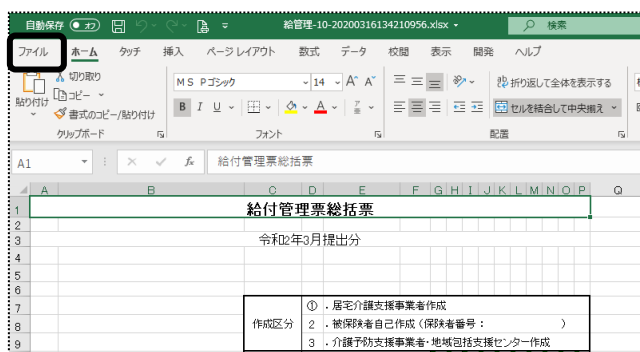 自動保存 オフ 給管理-10-20200316134210956.xlsx 検索
ファイル ホーム タッチ 挿入 ページ レイアウト 数式 データ 校閲 表示 開発 ヘルプ
切り取り
コピー
書式のコピー/貼り付け
貼り付け
クリップボード
ＭＳ Ｐゴシック 14 A A
B I U A
フォント
折り返して全体を表示する
セルを結合して中央揃え
配置
A1 fx 給付管理票総括票
A B C D E F G H I J K L M N O P Q
1 給付管理票総括票
2
3 令和2年3月提出分
4
5
6
7 ① ．居宅介護支援事業者作成
8 作成区分 2 ．被保険者自己作成（保険者番号： ）
9 3 ．介護予防支援事業者・地域包括支援センター作成